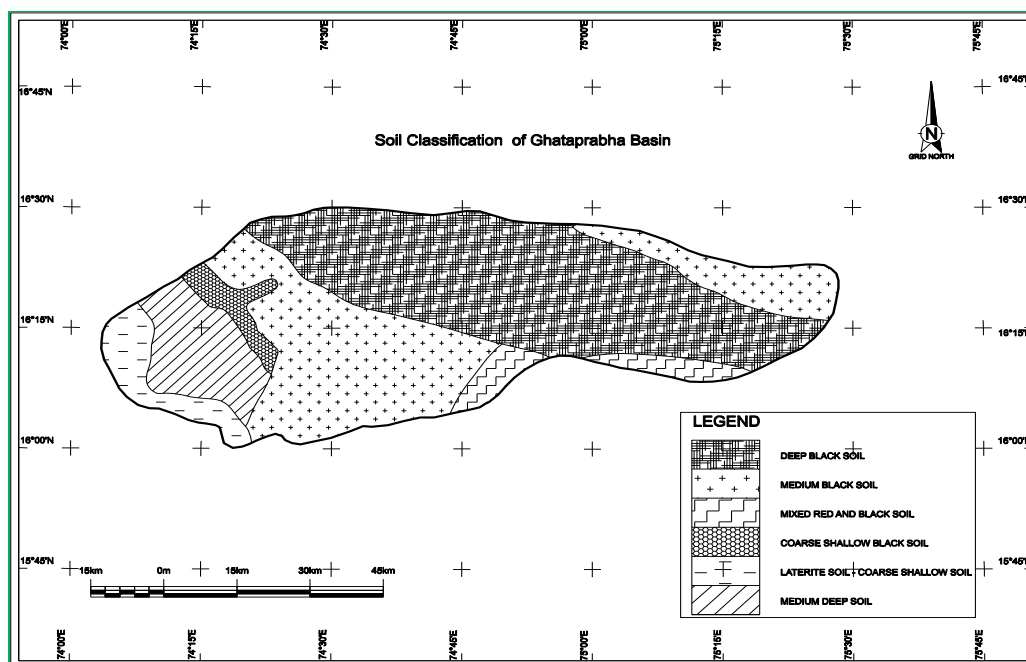 74°00'E 74°15'E 74°30'E 74°45'E 75°00'E 75°15'E 75°30'E 75°45'E
16°45'N 16°45'N
Soil Classification of Ghataprabha Basin
N
GRID NORTH
16°30'N 16°30'N
16°15'N 16°15'N
LEGEND
16°00'N 16°00'N
DEEP BLACK SOIL
MEDIUM BLACK SOIL
MIXED RED AND BLACK SOIL
COARSE SHALLOW BLACK SOIL
15°45'N 15°45'N
15km 0m 15km 30km 45km
LATERITE SOIL+COARSE SHALLOW SOIL
MEDIUM DEEP SOIL
74°00'E 74°15'E 74°30'E 74°45'E 75°00'E 75°15'E 75°30'E 75°45'E